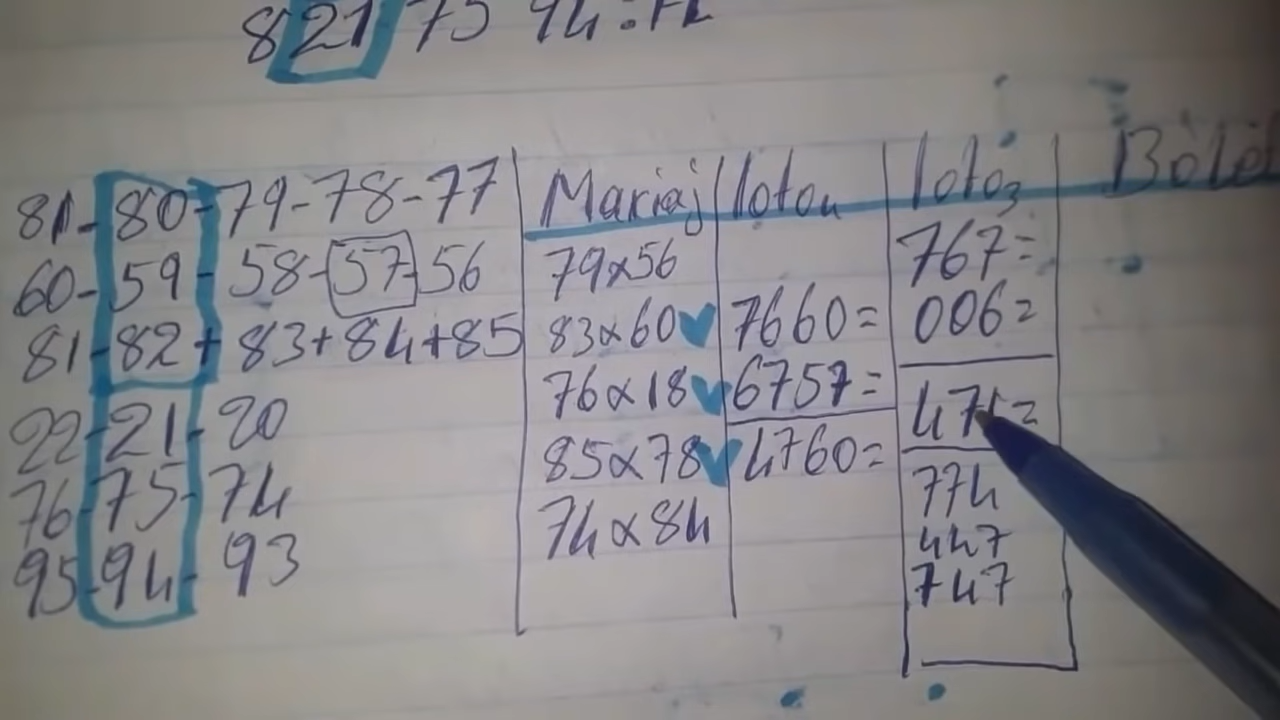 821 75 94:
81-80-79-78-77
60-59-58-57-56
81-82+83+84+85
22-21-20
76-75-74
95-94-93
Mariaj
79x56
83x60
76x18
85x78
74x84
loto4
7660=
6757=
4760=
loto3
767=
006=
774
447
747